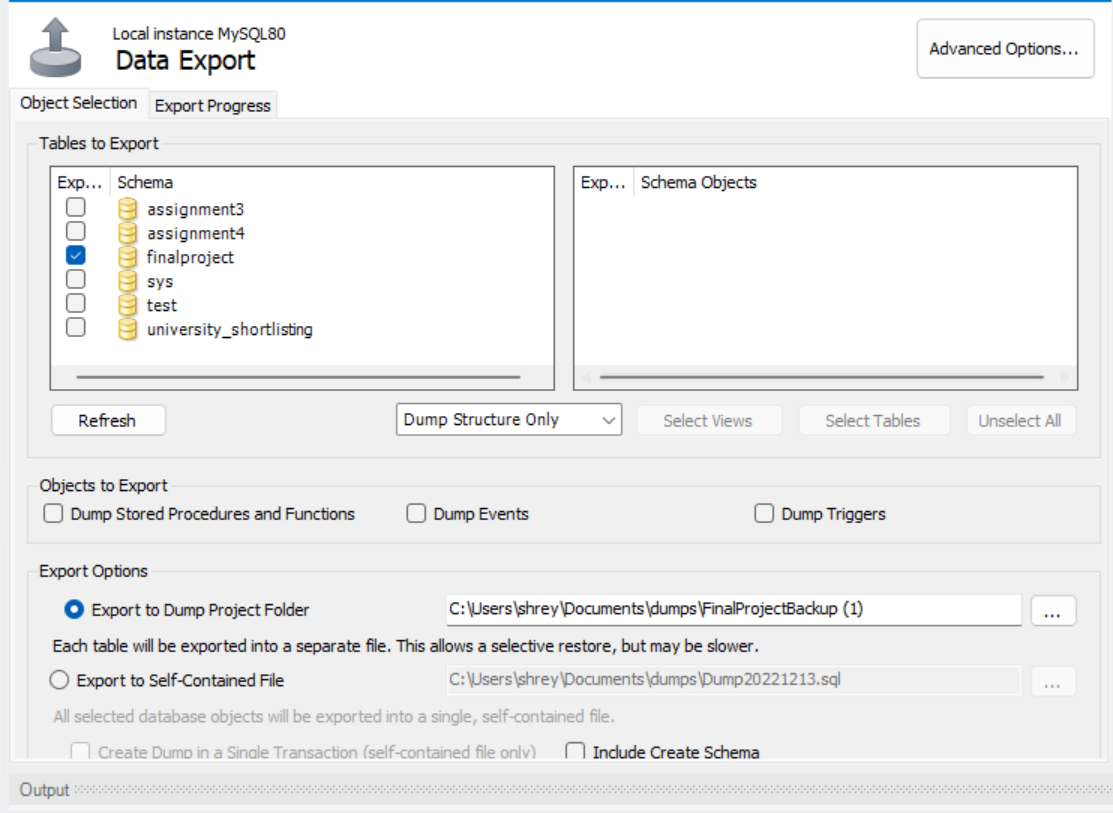 Local instance MySQL80
Data Export
Advanced Options...
Object Selection Export Progress
Tables to Export
Exp... Schema
assignment3
assignment4
finalproject
sys
test
university_shortlisting
Exp... Schema Objects
Refresh Dump Structure Only Select Views Select Tables Unselect All
Objects to Export
Dump Stored Procedures and Functions Dump Events Dump Triggers
Export Options
Export to Dump Project Folder C:\Users\shrey\Documents\dumps\FinalProjectBackup (1) ...
Each table will be exported into a separate file. This allows a selective restore, but may be slower.
Export to Self-Contained File C:\Users\shrey\Documents\dumps\Dump20221213.sql ...
All selected database objects will be exported into a single, self-contained file.
Create Dump in a Single Transaction (self-contained file only) Include Create Schema
Output